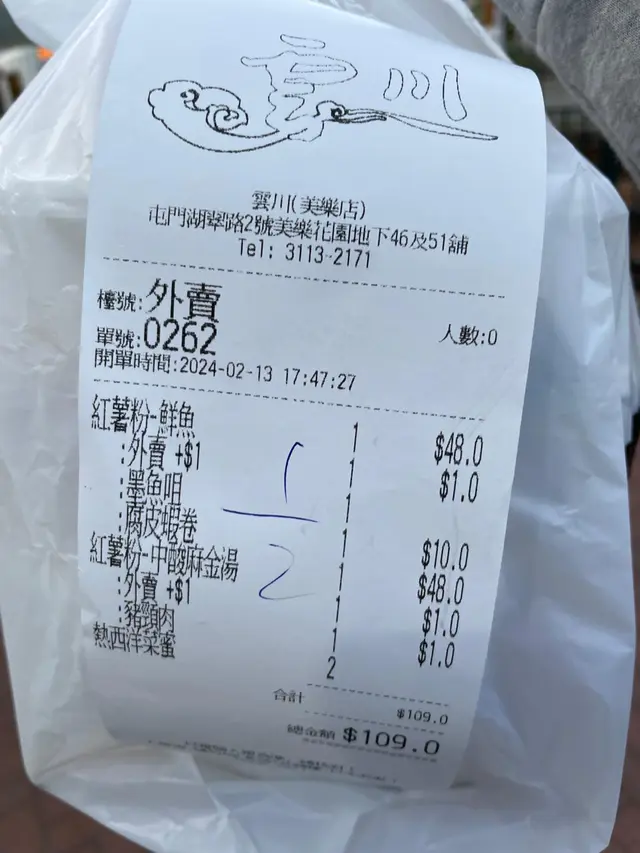 雲川
雲川(美樂店)
屯門湖翠路2號美樂花園地下46及51舖
Tel: 3113-2171
檯號:外賣
單號:0262 人數:0
開單時間:2024-02-13 17:47:27
紅薯粉-鮮魚 1 $48.0
:外賣 +$1 1 $1.0
:墨魚咀 1
:腐皮蝦卷 1 $10.0
紅薯粉-中酸麻金湯 1 $48.0
:外賣 +$1 1 $1.0
:豬頸肉 1 $1.0
熱西洋菜蜜 2
1
2
合計 $109.0
總金額 $109.0